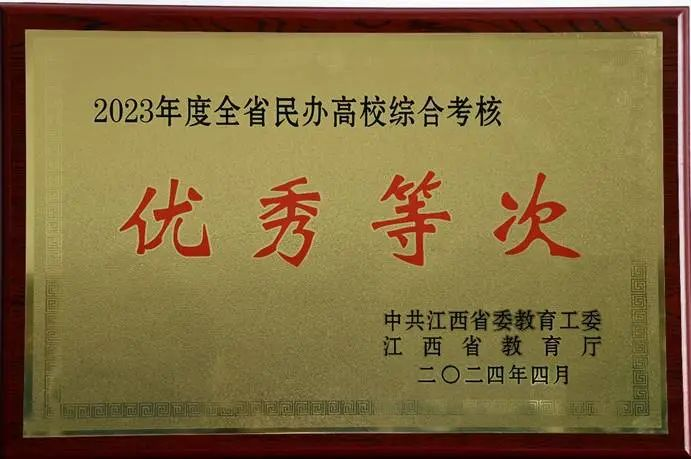 2023年度全省民办高校综合考核
优秀等次
中共江西省委教育工委
江西省教育厅
二〇二四年四月